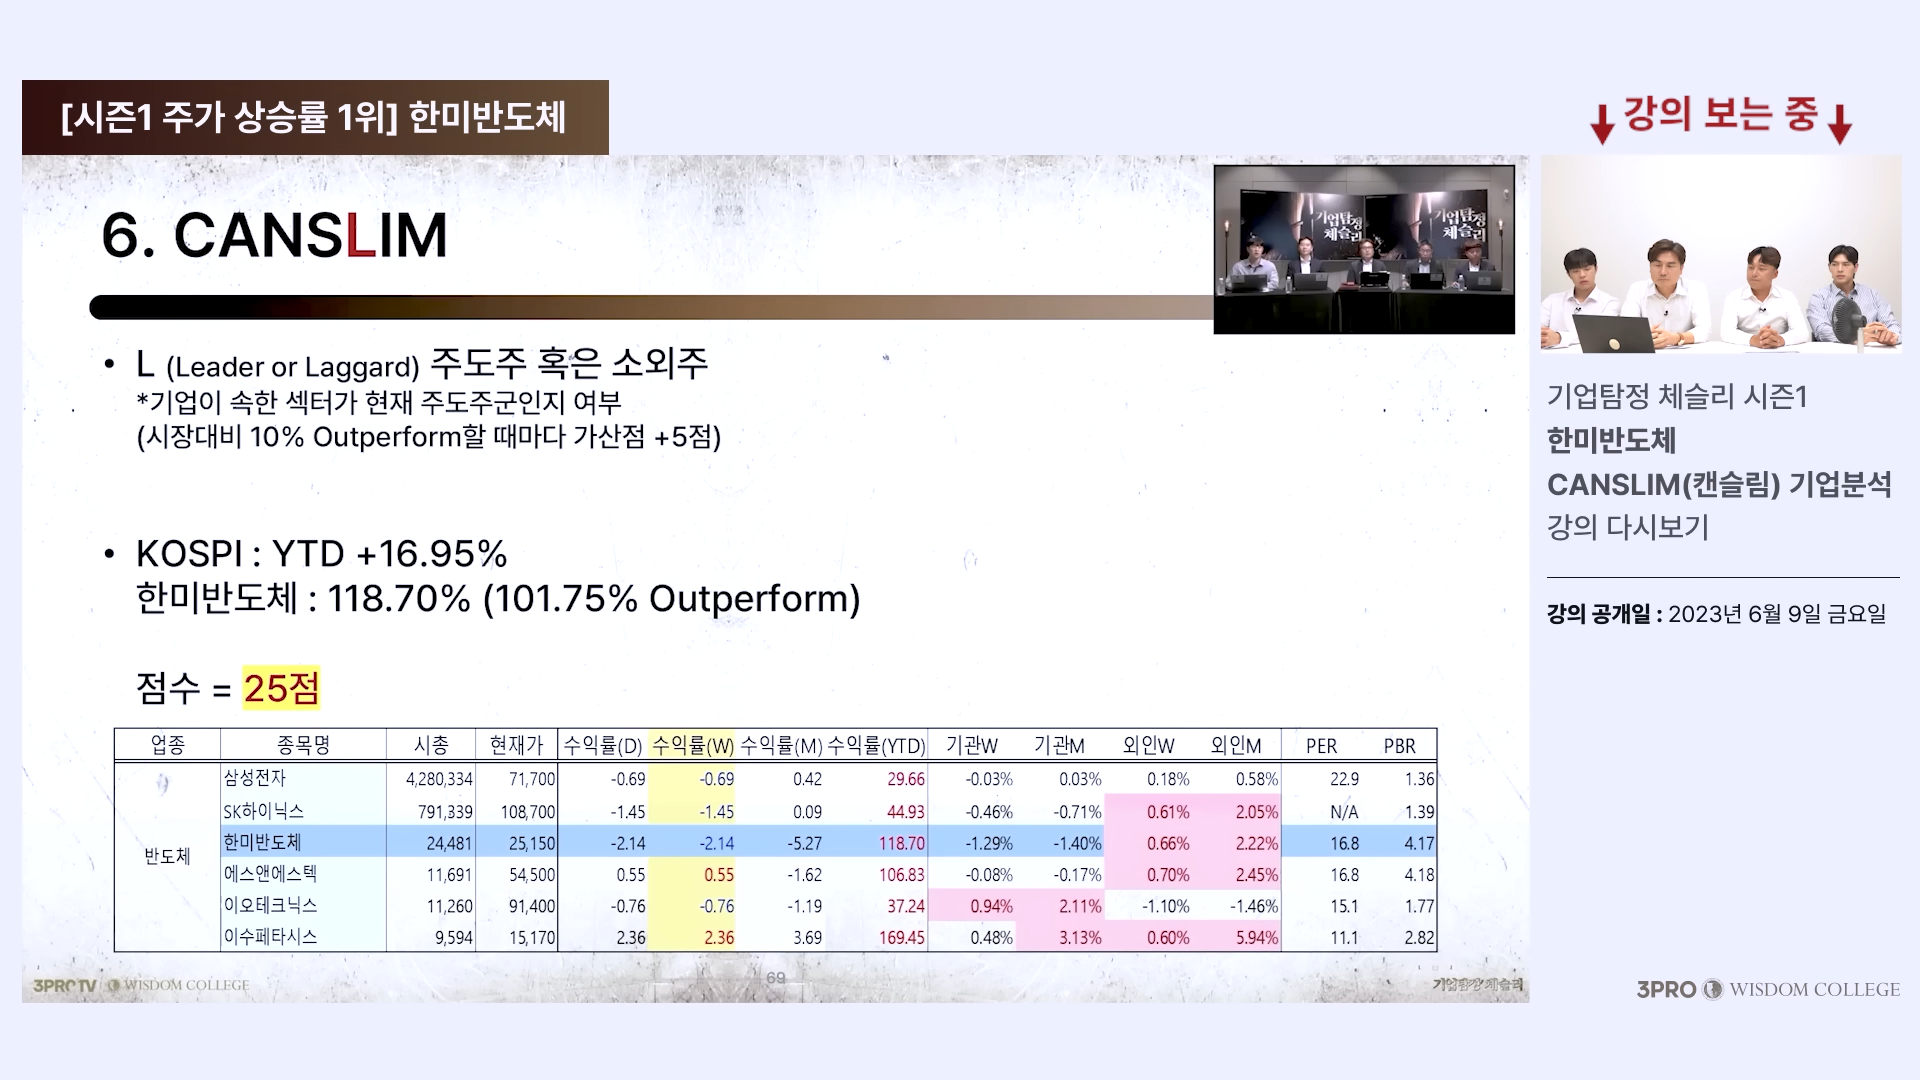 [시즌1 주가 상승률 1위] 한미반도체
6. CANSLIM
• L (Leader or Laggard) 주도주 혹은 소외주
*기업이 속한 섹터가 현재 주도주군인지 여부
(시장대비 10% Outperform할 때마다 가산점 +5점)
• KOSPI : YTD +16.95%
한미반도체 : 118.70% (101.75% Outperform)
점수 = 25점
업종 종목명 시총 현재가 수익률(D) 수익률(W) 수익률(M) 수익률(YTD) 기관W 기관M 외인W 외인M PER PBR
반도체
삼성전자 4,280,334 71,700 -0.69 -0.69 0.42 29.66 -0.03% 0.03% 0.18% 0.58% 22.9 1.36
SK하이닉스 791,339 108,700 -1.45 -1.45 0.09 44.93 -0.46% -0.71% 0.61% 2.05% N/A 1.39
한미반도체 24,481 25,150 -2.14 -2.14 -5.27 118.70 -1.29% -1.40% 0.66% 2.22% 16.8 4.17
에스앤에스텍 11,691 54,500 0.55 0.55 -1.62 106.83 -0.08% -0.17% 0.70% 2.45% 16.8 4.18
이오테크닉스 11,260 91,400 -0.76 -0.76 -1.19 37.24 0.94% 2.11% -1.10% -1.46% 15.1 1.77
이수페타시스 9,594 15,170 2.36 2.36 3.69 169.45 0.48% 3.13% 0.60% 5.94% 11.1 2.82
3PROTV WISDOM COLLEGE
69
기업탐정 체슬리
기업탐정
체슬리
기업탐정
체슬리
강의 보는 중
기업탐정 체슬리 시즌1
한미반도체
CANSLIM(캔슬림) 기업분석
강의 다시보기
강의 공개일 : 2023년 6월 9일 금요일
3PRO WISDOM COLLEGE